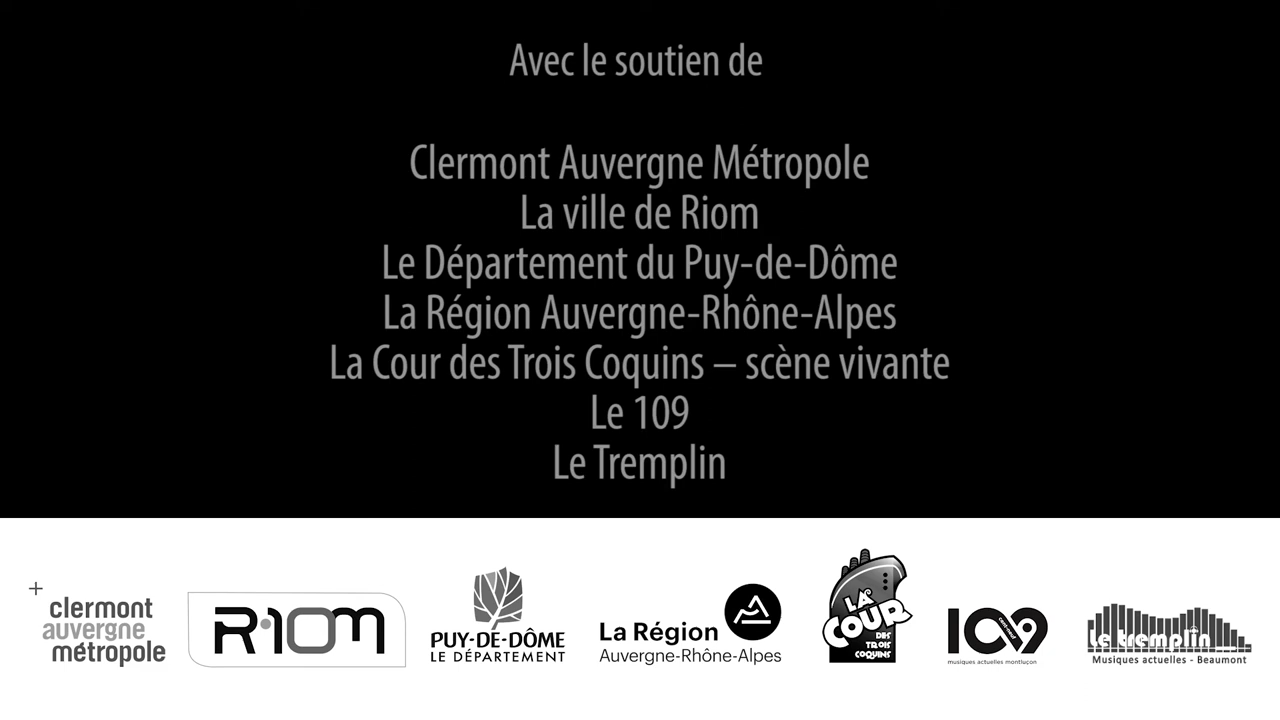 Avec le soutien de
Clermont Auvergne Métropole
La ville de Riom
Le Département du Puy-de-Dôme
La Région Auvergne-Rhône-Alpes
La Cour des Trois Coquins – scène vivante
Le 109
Le Tremplin
+
clermont
auvergne
métropole
RIOM
PUY-DE-DÔME
LE DÉPARTEMENT
La Région
Auvergne-Rhône-Alpes
LA
COUR
DES
TROIS
COQUINS
109
cent-neuf
musiques actuelles montluçon
Le tremplin
Musiques actuelles - Beaumont